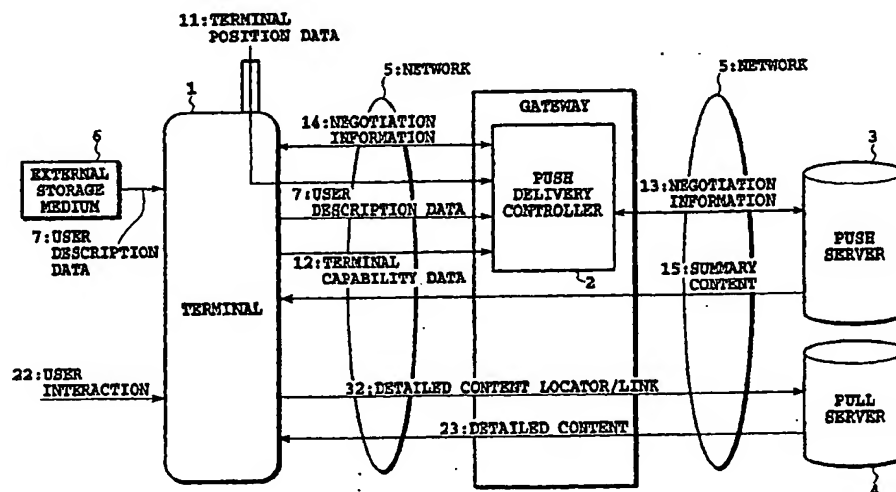 11:TERMINAL
POSITION DATA
5:NETWORK
5:NETWORK
1
GATEWAY
14:NEGOTIATION
INFORMATION
3
6
EXTERNAL
STORAGE
MEDIUM
PUSH
DELIVERY
CONTROLLER
13:NEGOTIATION
INFORMATION
7:USER
DESCRIPTION DATA
7:USER
DESCRIPTION
DATA
PUSH
SERVER
12:TERMINAL
CAPABILITY DATA
2
15:SUMMARY
CONTENT
TERMINAL
22:USER
INTERACTION
32:DETAILED CONTENT LOCATOR/LINK
PULL
SERVER
23:DETAILED CONTENT
4